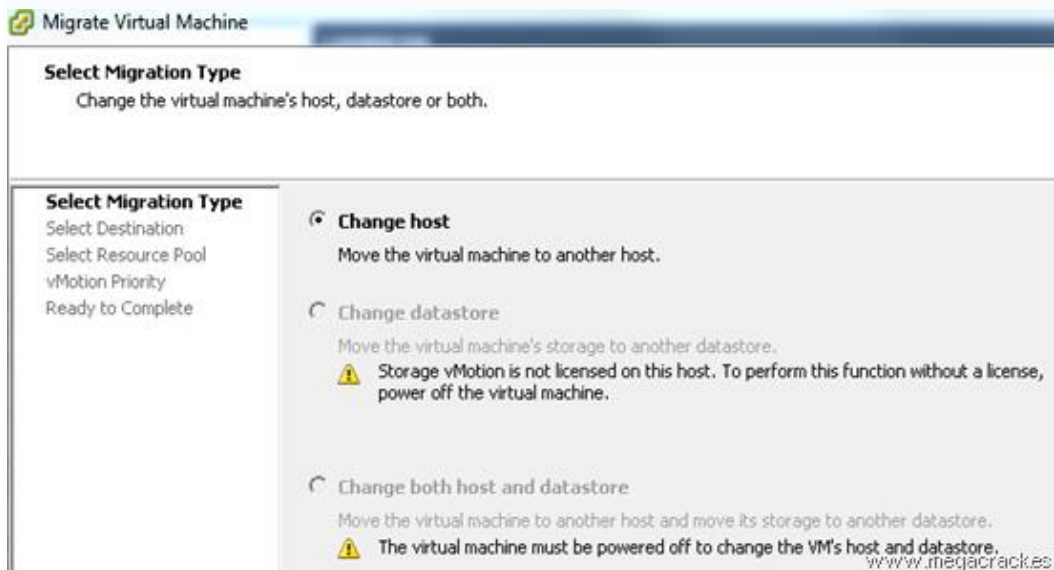 Migrate Virtual Machine
Select Migration Type
Change the virtual machine's host, datastore or both.
Select Migration Type
Select Destination
Select Resource Pool
vMotion Priority
Ready to Complete
Change host
Move the virtual machine to another host.
Change datastore
Move the virtual machine's storage to another datastore.
Storage vMotion is not licensed on this host. To perform this function without a license,
power off the virtual machine.
Change both host and datastore
Move the virtual machine to another host and move its storage to another datastore.
The virtual machine must be powered off to change the VM's host and datastore.
www.megacrack.es